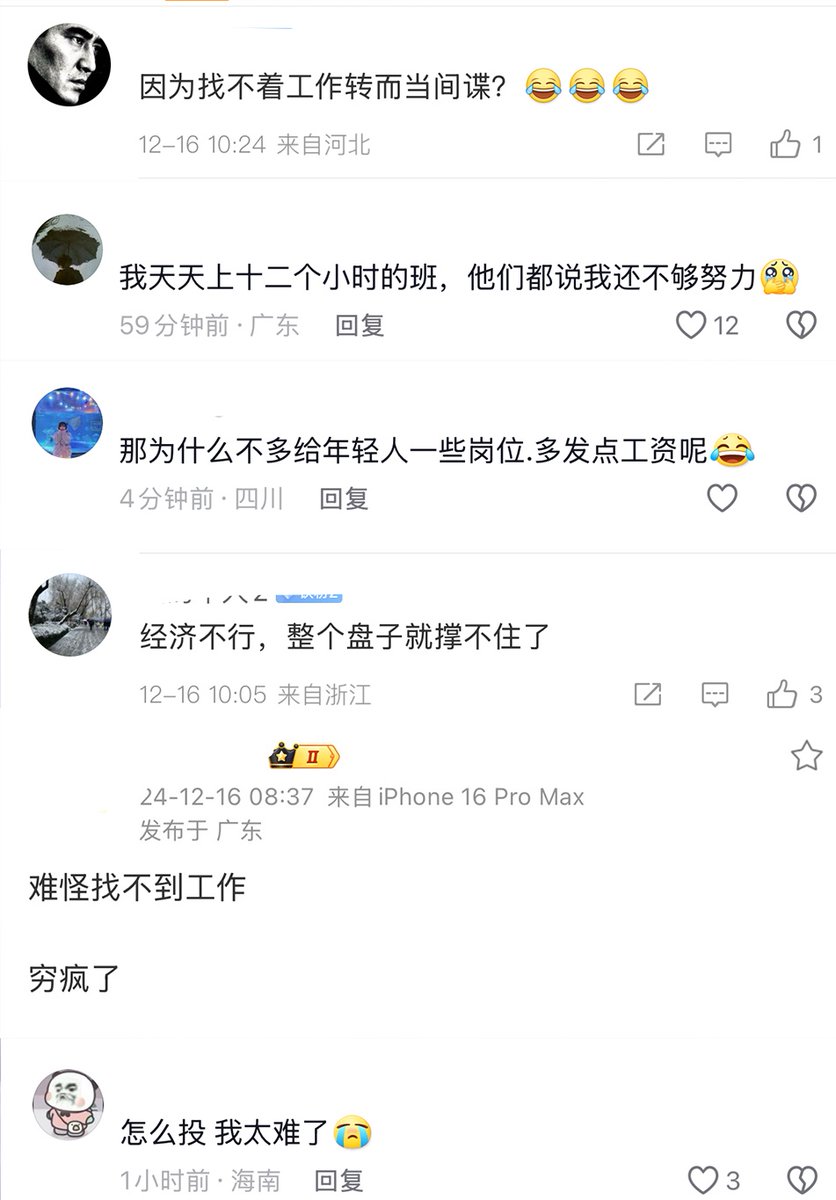 因为找不着工作转而当间谍？😂😂😂
12-16 10:24 来自河北
1
我天天上十二个小时的班，他们都说我还不够努力🥹
59分钟前·广东 回复
12
那为什么不多给年轻人一些岗位.多发点工资呢😂
4分钟前·四川 回复
经济不行，整个盘子就撑不住了
12-16 10:05 来自浙江
3
II
24-12-16 08:37 来自iPhone 16 Pro Max
发布于 广东
难怪找不到工作
穷疯了
怎么投 我太难了😭
1小时前·海南 回复
3